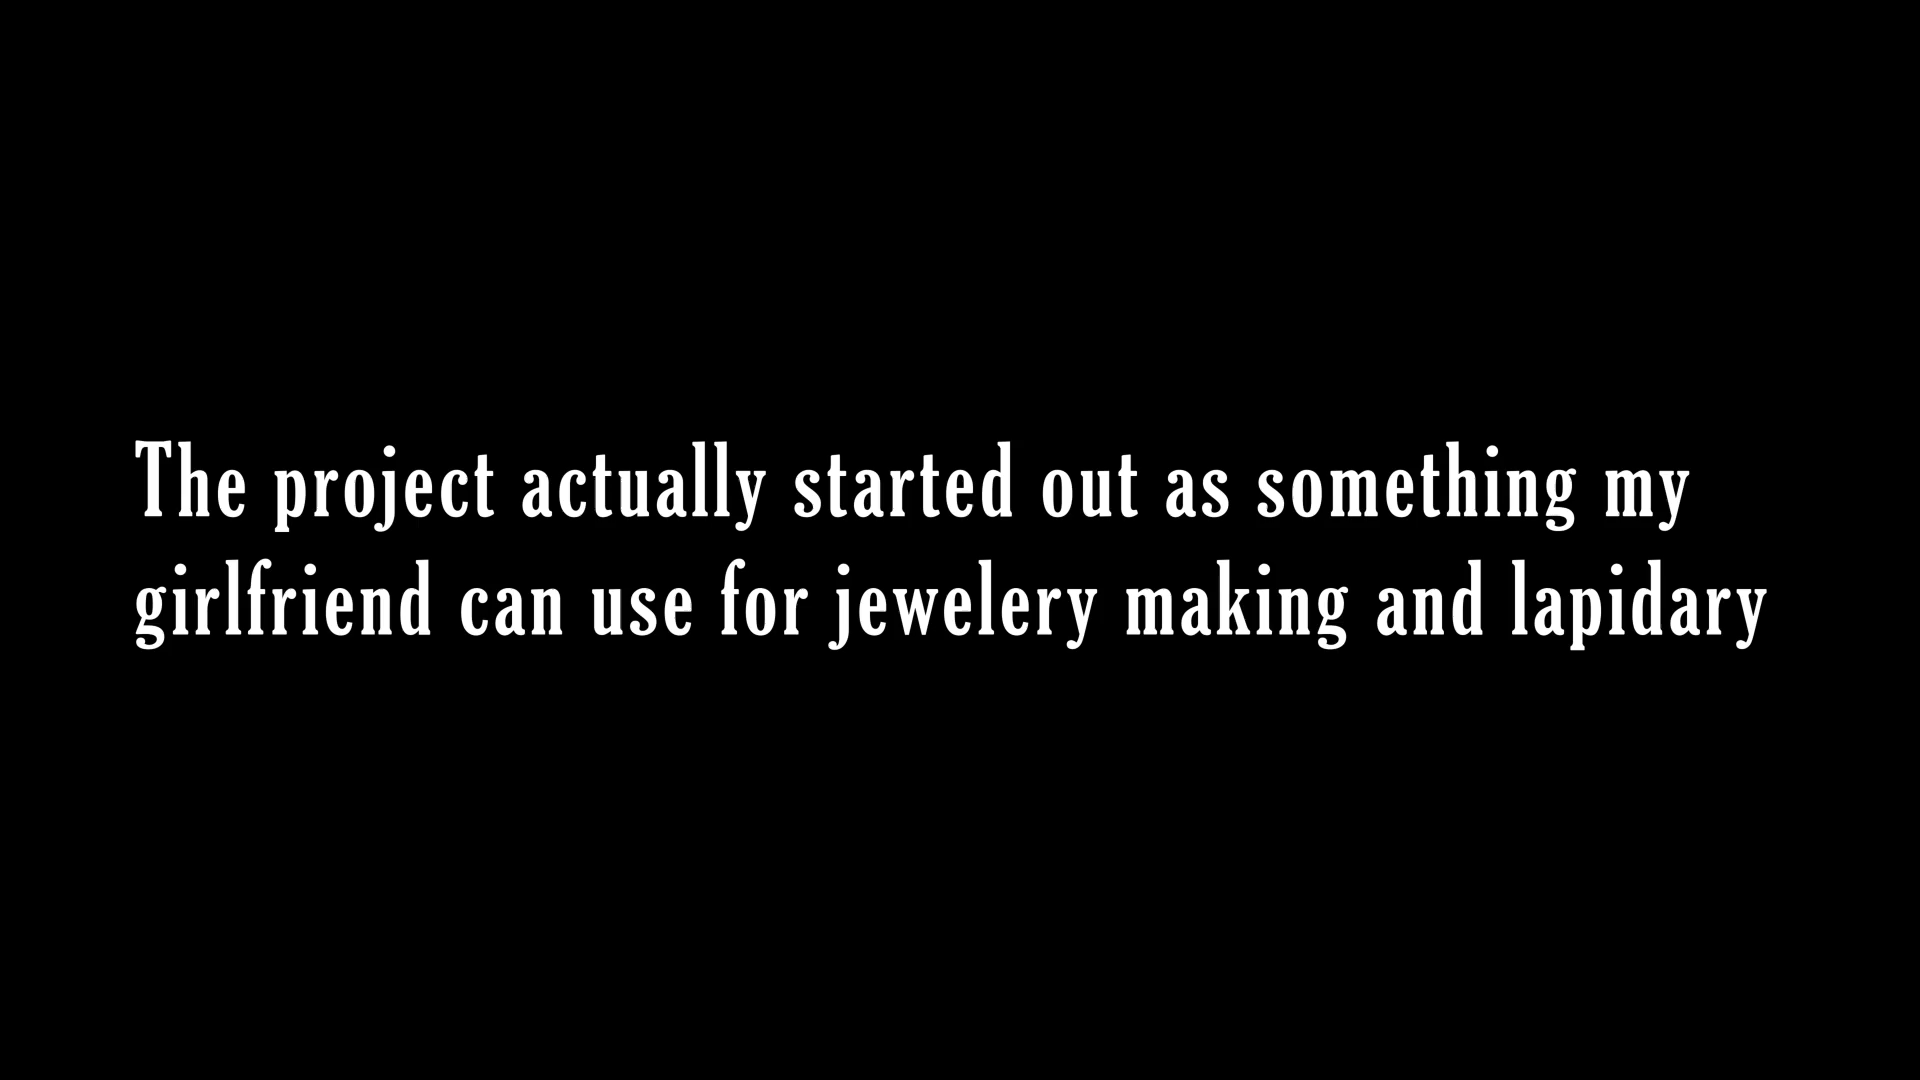 The project actually started out as something my
girlfriend can use for jewelery making and lapidary